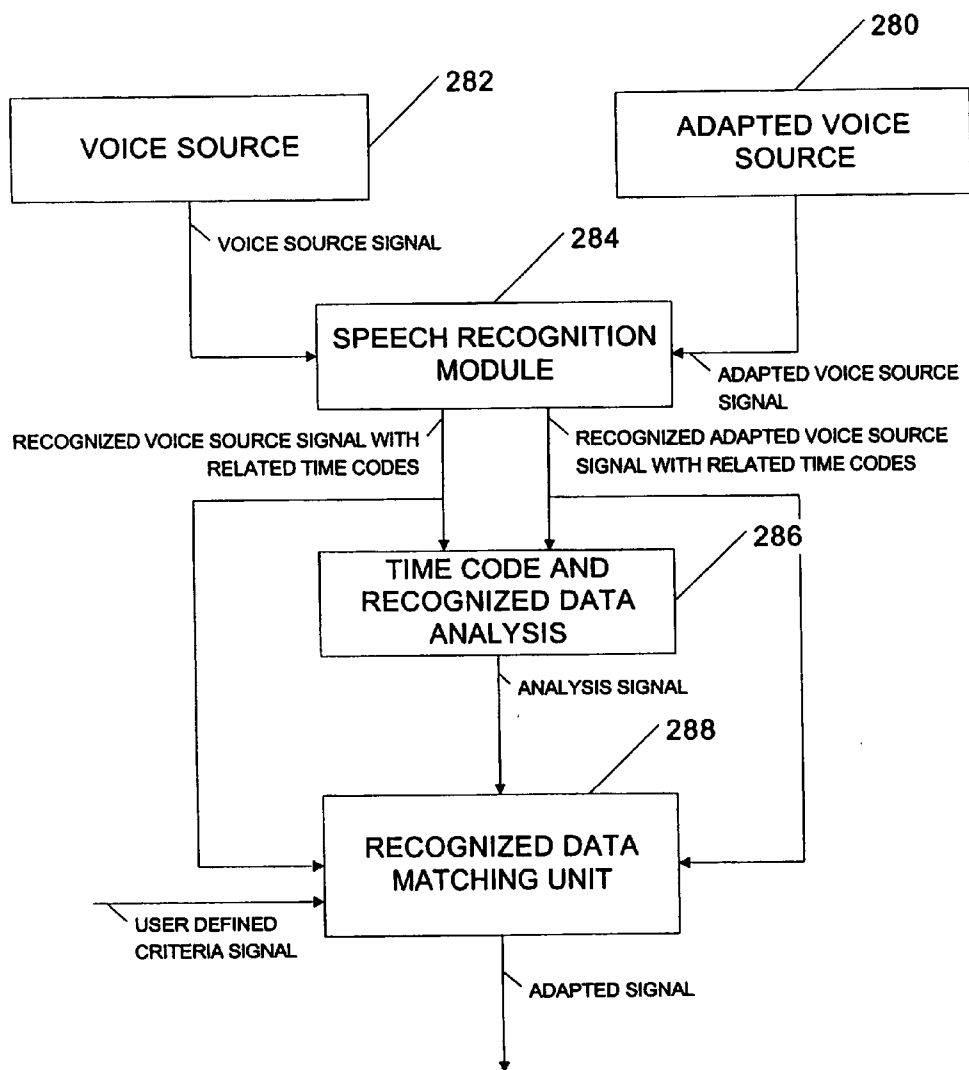 280
282
VOICE SOURCE
ADAPTED VOICE
SOURCE
VOICE SOURCE SIGNAL
284
SPEECH RECOGNITION
MODULE
ADAPTED VOICE SOURCE
SIGNAL
RECOGNIZED VOICE SOURCE SIGNAL WITH
RELATED TIME CODES
RECOGNIZED ADAPTED VOICE SOURCE
SIGNAL WITH RELATED TIME CODES
286
TIME CODE AND
RECOGNIZED DATA
ANALYSIS
ANALYSIS SIGNAL
288
RECOGNIZED DATA
MATCHING UNIT
USER DEFINED
CRITERIA SIGNAL
ADAPTED SIGNAL